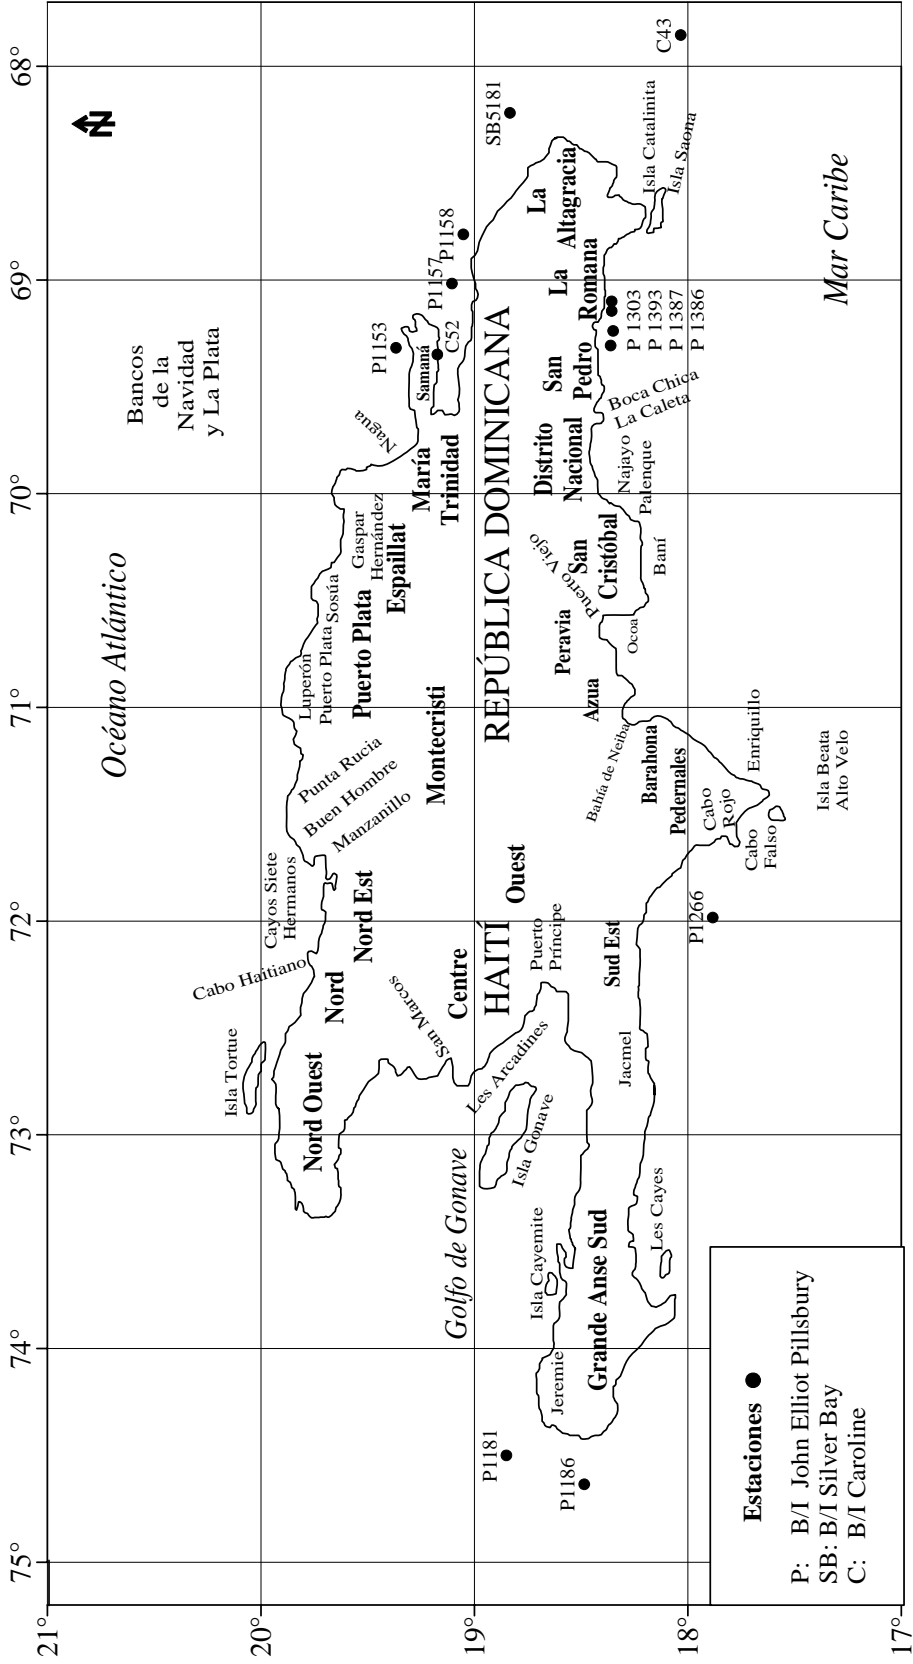 75°
74°
73°
72°
71°
70°
69°
68°
21°
20°
19°
18°
17°
Océano Atlántico
N
Bancos
de la
Navidad
y La Plata
Isla Tortue
Cabo Haitiano
Cayos Siete
Hermanos
Manzanillo
Buen Hombre
Punta Rucia
Luperón
Puerto Plata
Sosúa
Gaspar
Hernández
Nagua
P1153
P1157
P1158
C52
SB5181
C43
Nord Ouest
Nord
Nord Est
Puerto Plata
Espaillat
María
Trinidad
Samaná
Montecristi
San Marcos
Centre
Golfo de Gonave
Les Arcadines
Isla Gonave
HAITÍ
Ouest
REPÚBLICA DOMINICANA
La
Altagracia
La
Romana
San
Pedro
Distrito
Nacional
San
Cristóbal
Puerto Viejo
Peravia
Azua
Ocoa
Baní
Najayo
Palenque
Boca Chica
La Caleta
P 1303
P 1393
P 1387
P 1386
Isla Catalinita
Isla Saona
Mar Caribe
P1181
P1186
Jeremie
Isla Cayemite
Grande Anse Sud
Les Cayes
Jacmel
Puerto
Príncipe
Sud Est
P1266
Bahía de Neiba
Barahona
Pedernales
Cabo
Rojo
Cabo
Falso
Enriquillo
Isla Beata
Alto Velo
Estaciones
P: B/I John Elliot Pillsbury
SB: B/I Silver Bay
C: B/I Caroline